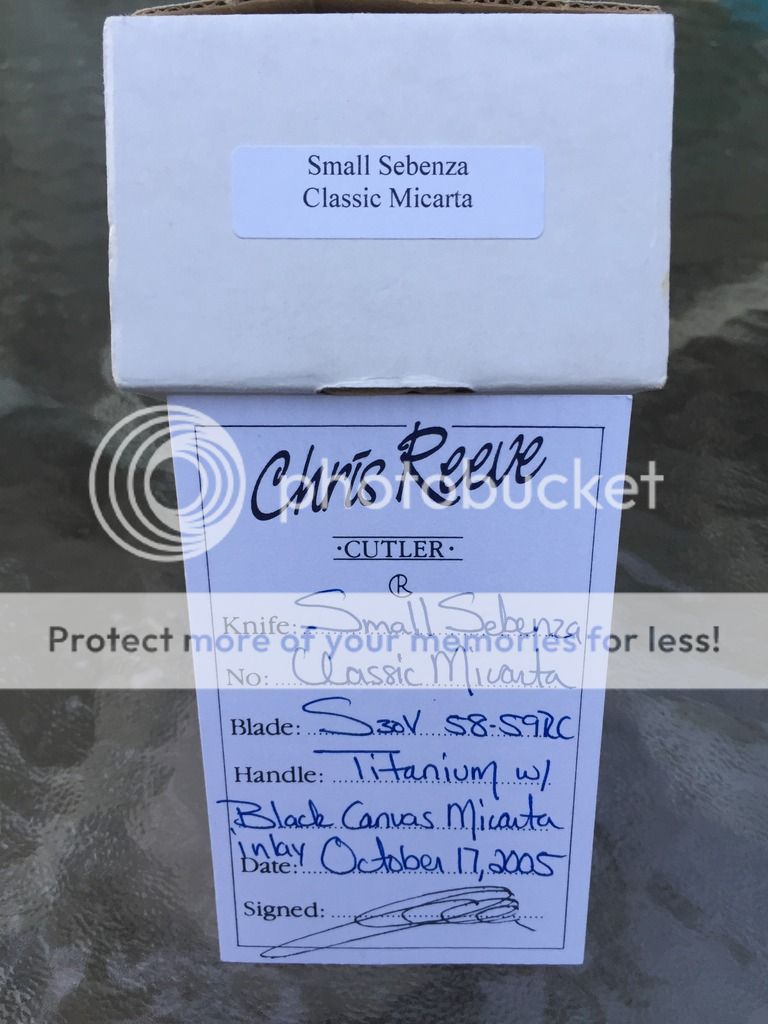 Small Sebenza
Classic Micarta
Chris Reeve
·CUTLER·
®
photobucket
Knife: Small Sebenza
Protect more of your memories for less!
No: Classic Micarta
Blade: S30V 58-59RC
Handle: Titanium w/
Black Canvas Micarta
inlay
Date: October 17, 2005
Signed: